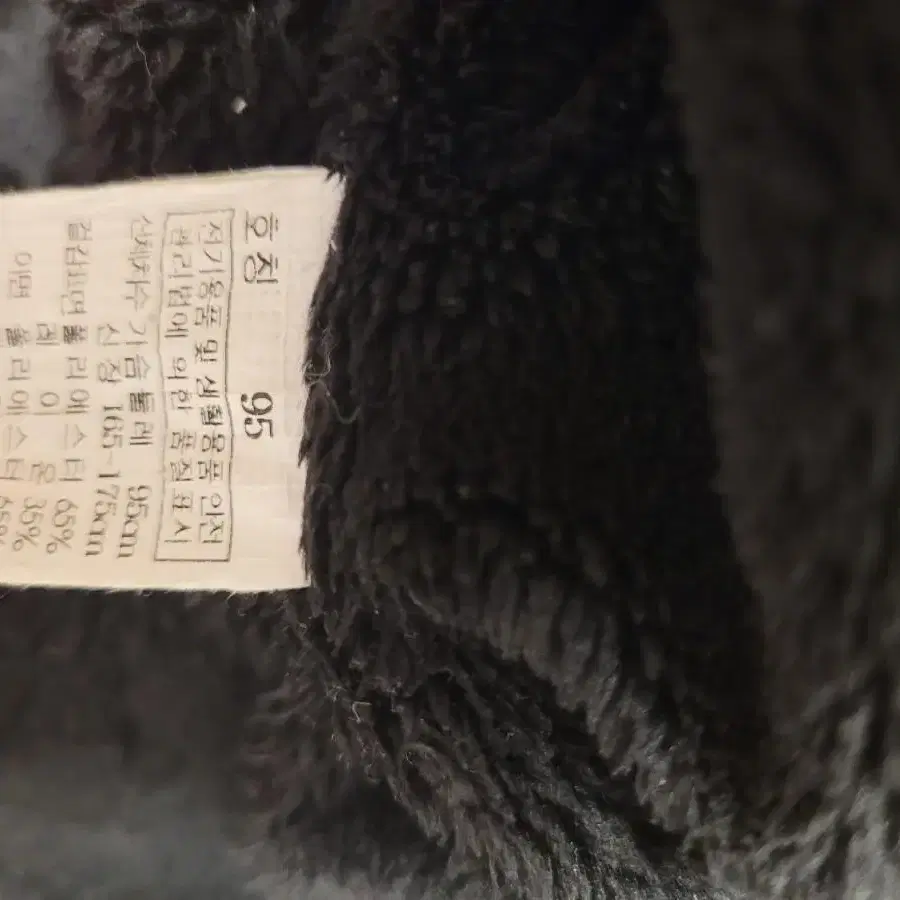 호칭 95
전기용품 및 생활용품 안전
관리법에 의한 품질표시
신체치수 가슴둘레 95cm
신장 165~175cm
겉감1면 폴리에스터 65%
레이온 35%
이면 폴리에스터